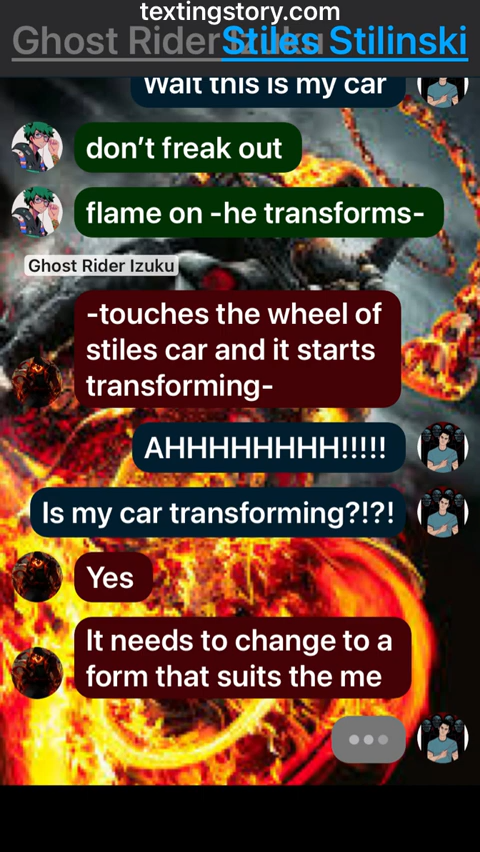 textingstory.com
Ghost Rider Izuku
Stiles Stilinski
Wait this is my car
don’t freak out
flame on -he transforms-
Ghost Rider Izuku
-touches the wheel of
stiles car and it starts
transforming-
AHHHHHHHH!!!!!
Is my car transforming?!?!
Yes
It needs to change to a
form that suits the me